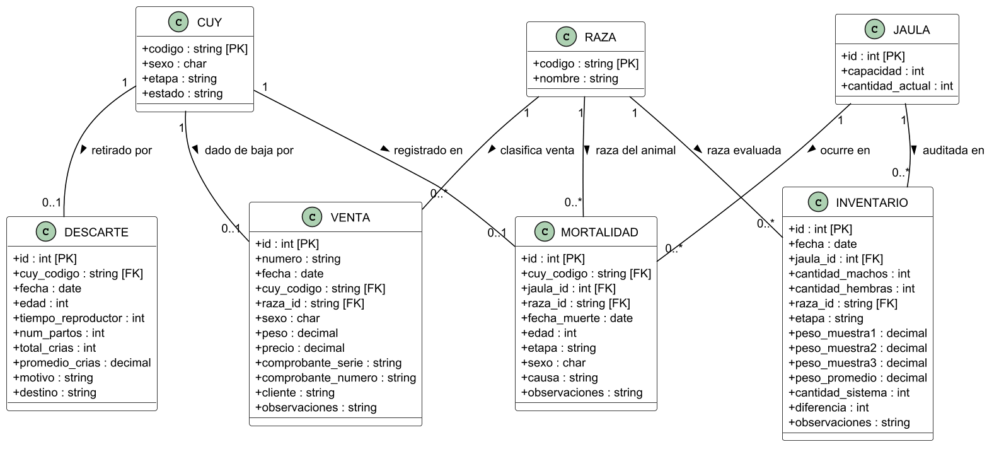 C CUY
+codigo : string [PK]
+sexo : char
+etapa : string
+estado : string
C RAZA
+codigo : string [PK]
+nombre : string
C JAULA
+id : int [PK]
+capacidad : int
+cantidad_actual : int
1
1
1
1
1
1
1
1
retirado por
dado de baja por
registrado en
clasifica venta
raza del animal
raza evaluada
ocurre en
auditada en
0..1
0..1
0..*
0..1
0..*
0..*
0..*
0..*
C DESCARTE
+id : int [PK]
+cuy_codigo : string [FK]
+fecha : date
+edad : int
+tiempo_reproductor : int
+num_partos : int
+total_crias : int
+promedio_crias : decimal
+motivo : string
+destino : string
C VENTA
+id : int [PK]
+numero : string
+fecha : date
+cuy_codigo : string [FK]
+raza_id : string [FK]
+sexo : char
+peso : decimal
+precio : decimal
+comprobante_serie : string
+comprobante_numero : string
+cliente : string
+observaciones : string
C MORTALIDAD
+id : int [PK]
+cuy_codigo : string [FK]
+jaula_id : int [FK]
+raza_id : string [FK]
+fecha_muerte : date
+edad : int
+etapa : string
+sexo : char
+causa : string
+observaciones : string
C INVENTARIO
+id : int [PK]
+fecha : date
+jaula_id : int [FK]
+cantidad_machos : int
+cantidad_hembras : int
+raza_id : string [FK]
+etapa : string
+peso_muestra1 : decimal
+peso_muestra2 : decimal
+peso_muestra3 : decimal
+peso_promedio : decimal
+cantidad_sistema : int
+diferencia : int
+observaciones : string